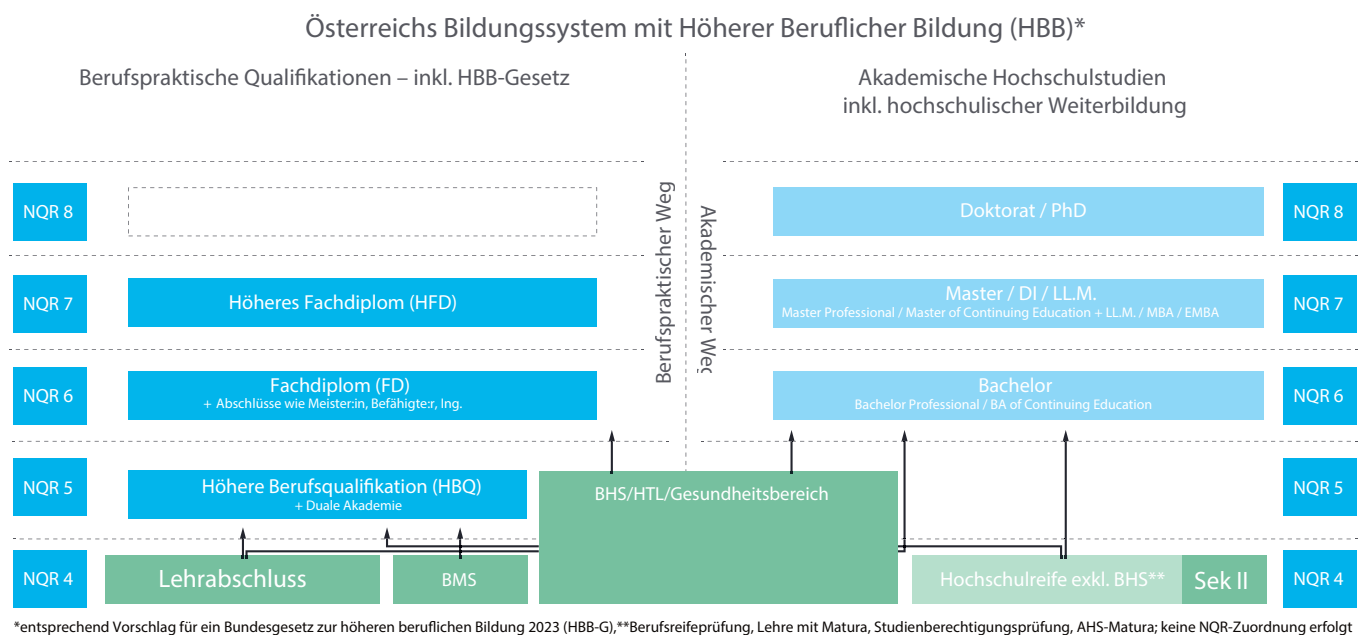 Österreichs Bildungssystem mit Höherer Beruflicher Bildung (HBB)*
Berufspraktische Qualifikationen – inkl. HBB-Gesetz
Akademische Hochschulstudien
inkl. hochschulischer Weiterbildung
Berufspraktischer Weg
Akademischer Weg
NQR 8
Doktorat / PhD
NQR 8
NQR 7
Höheres Fachdiplom (HFD)
Master / DI / LL.M.
Master Professional / Master of Continuing Education + LL.M. / MBA / EMBA
NQR 7
NQR 6
Fachdiplom (FD)
+ Abschlüsse wie Meister:in, Befähigte:r, Ing.
Bachelor
Bachelor Professional / BA of Continuing Education
NQR 6
NQR 5
Höhere Berufsqualifikation (HBQ)
+ Duale Akademie
BHS/HTL/Gesundheitsbereich
NQR 5
NQR 4
Lehrabschluss
BMS
Hochschulreife exkl. BHS**
Sek II
NQR 4
*entsprechend Vorschlag für ein Bundesgesetz zur höheren beruflichen Bildung 2023 (HBB-G),**Berufsreifeprüfung, Lehre mit Matura, Studienberechtigungsprüfung, AHS-Matura; keine NQR-Zuordnung erfolgt